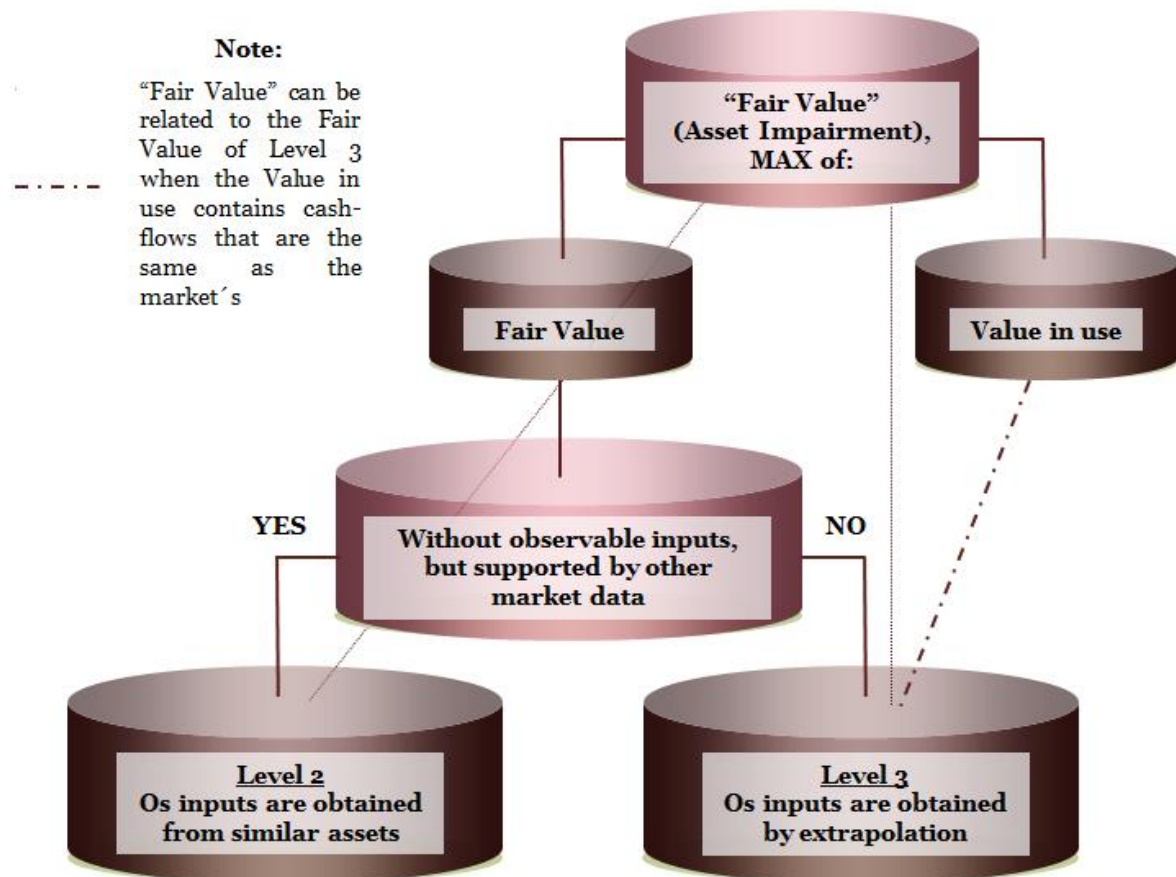 Note:
“Fair Value” can be
related to the Fair
Value of Level 3
when the Value in
use contains cash-
flows that are the
same as the
market´s
“Fair Value”
(Asset Impairment),
MAX of:
Fair Value
Value in use
YES
NO
Without observable inputs,
but supported by other
market data
Level 2
Os inputs are obtained
from similar assets
Level 3
Os inputs are obtained
by extrapolation